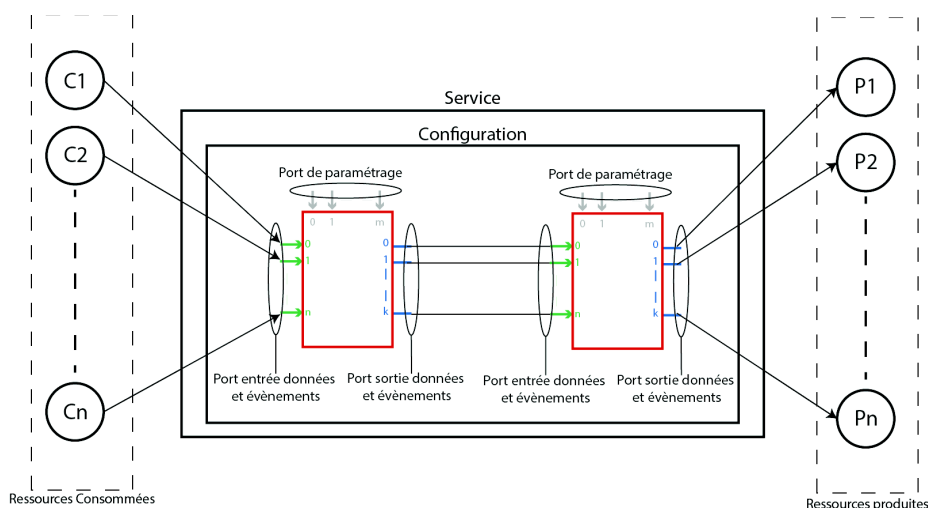 C1
C2
Cn
Ressources Consommées
Service
Configuration
Port de paramétrage
0 1 m
0
1
n
0
1
k
Port entrée données
et évènements
Port sortie données
et évènements
Port de paramétrage
0 1 m
0
1
n
0
1
k
Port entrée données
et évènements
Port sortie données
et évènements
P1
P2
Pn
Ressources produites